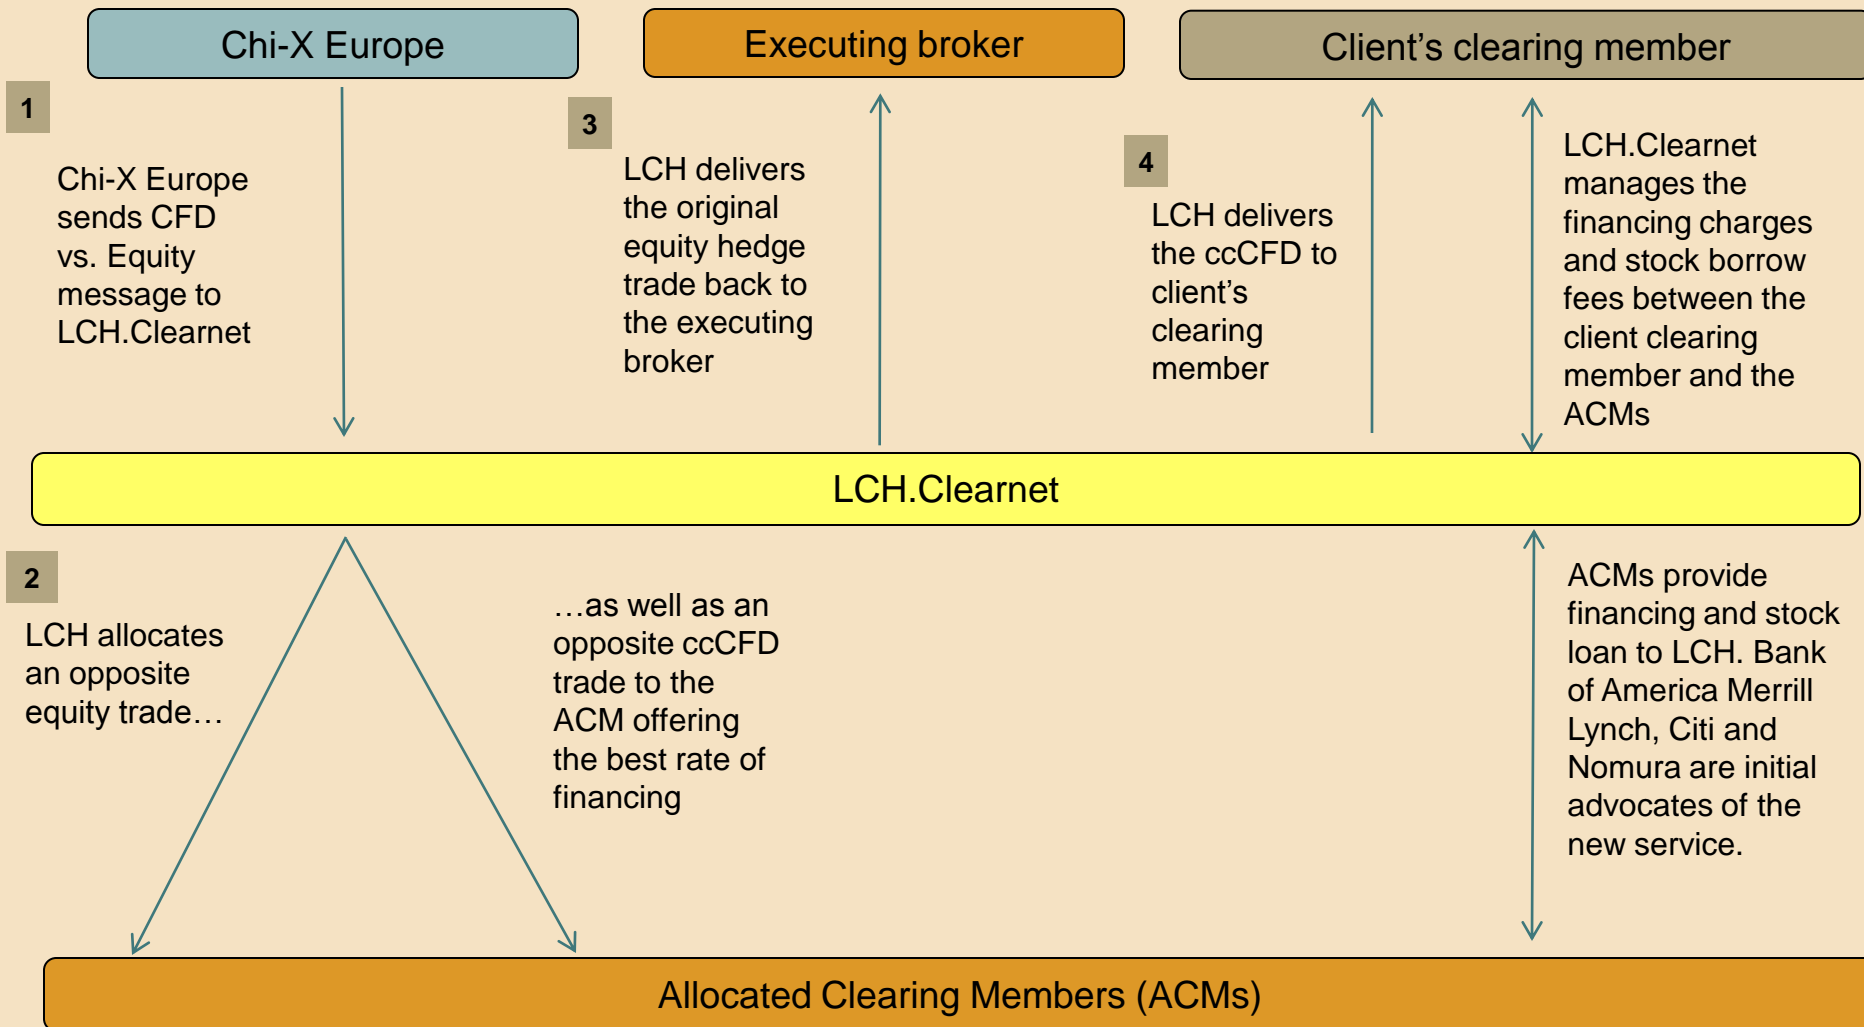 Chi-X Europe
Executing broker
Client's clearing member
1
Chi-X Europe
sends CFD
vs. Equity
message to
LCH.Clearnet
3
LCH delivers
the original
equity hedge
trade back to
the executing
broker
4
LCH delivers
the ccCFD to
client's
clearing
member
LCH.Clearnet
manages the
financing charges
and stock borrow
fees between the
client clearing
member and the
ACMs
LCH.Clearnet
2
LCH allocates
an opposite
equity trade…
…as well as an
opposite ccCFD
trade to the
ACM offering
the best rate of
financing
ACMs provide
financing and stock
loan to LCH. Bank
of America Merrill
Lynch, Citi and
Nomura are initial
advocates of the
new service.
Allocated Clearing Members (ACMs)